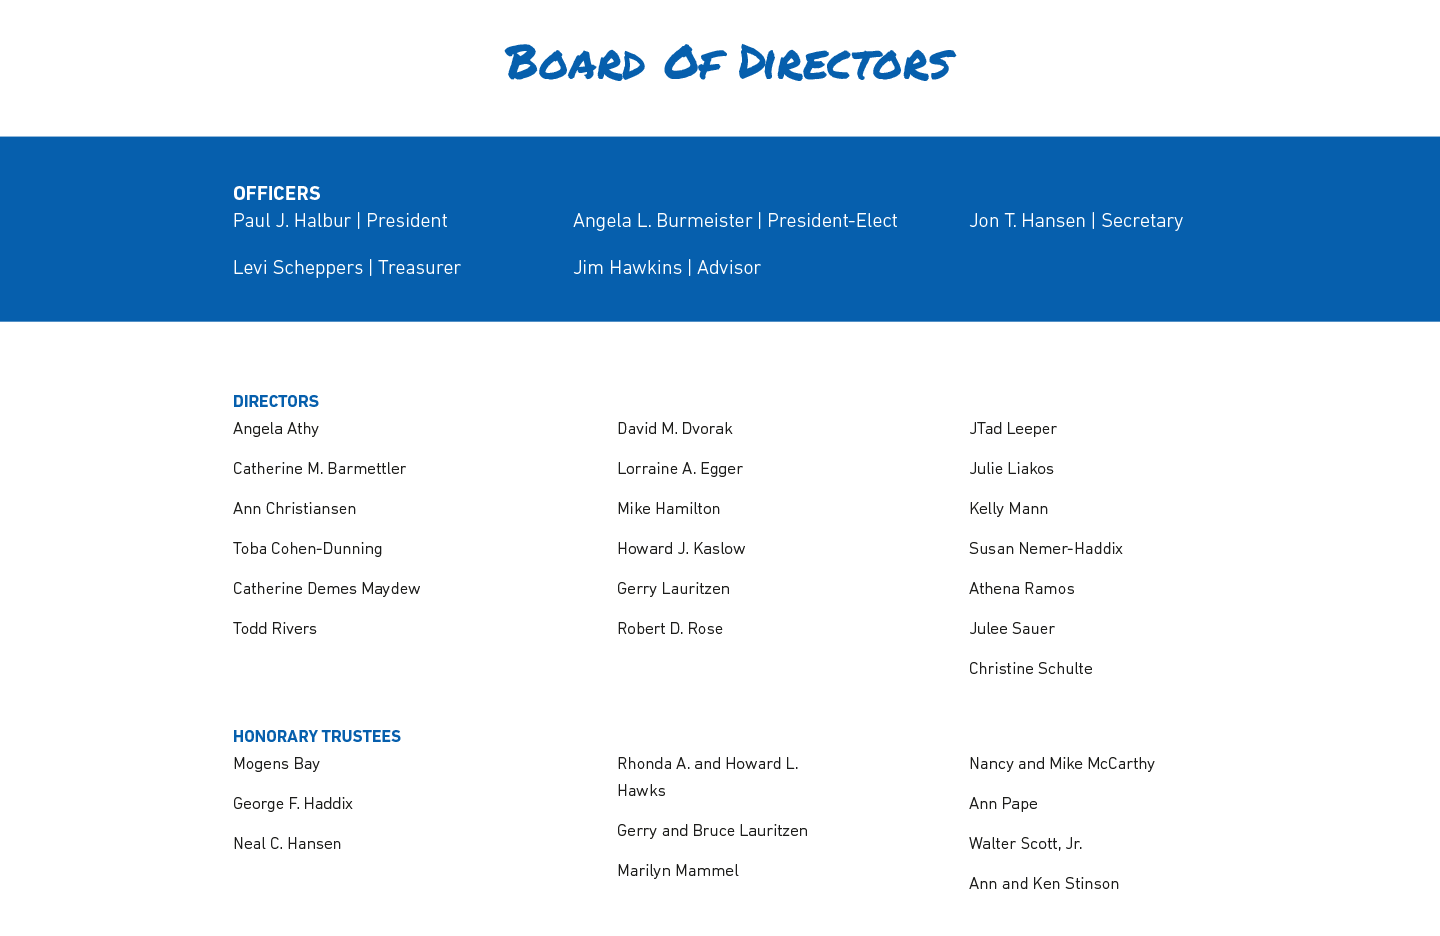 Board Of Directors
OFFICERS
Paul J. Halbur | President
Levi Scheppers | Treasurer
Angela L. Burmeister | President-Elect
Jim Hawkins | Advisor
Jon T. Hansen | Secretary
DIRECTORS
Angela Athy
Catherine M. Barmettler
Ann Christiansen
Toba Cohen-Dunning
Catherine Demes Maydew
Todd Rivers
David M. Dvorak
Lorraine A. Egger
Mike Hamilton
Howard J. Kaslow
Gerry Lauritzen
Robert D. Rose
JTad Leeper
Julie Liakos
Kelly Mann
Susan Nemer-Haddix
Athena Ramos
Julee Sauer
Christine Schulte
HONORARY TRUSTEES
Mogens Bay
George F. Haddix
Neal C. Hansen
Rhonda A. and Howard L.
Hawks
Gerry and Bruce Lauritzen
Marilyn Mammel
Nancy and Mike McCarthy
Ann Pape
Walter Scott, Jr.
Ann and Ken Stinson